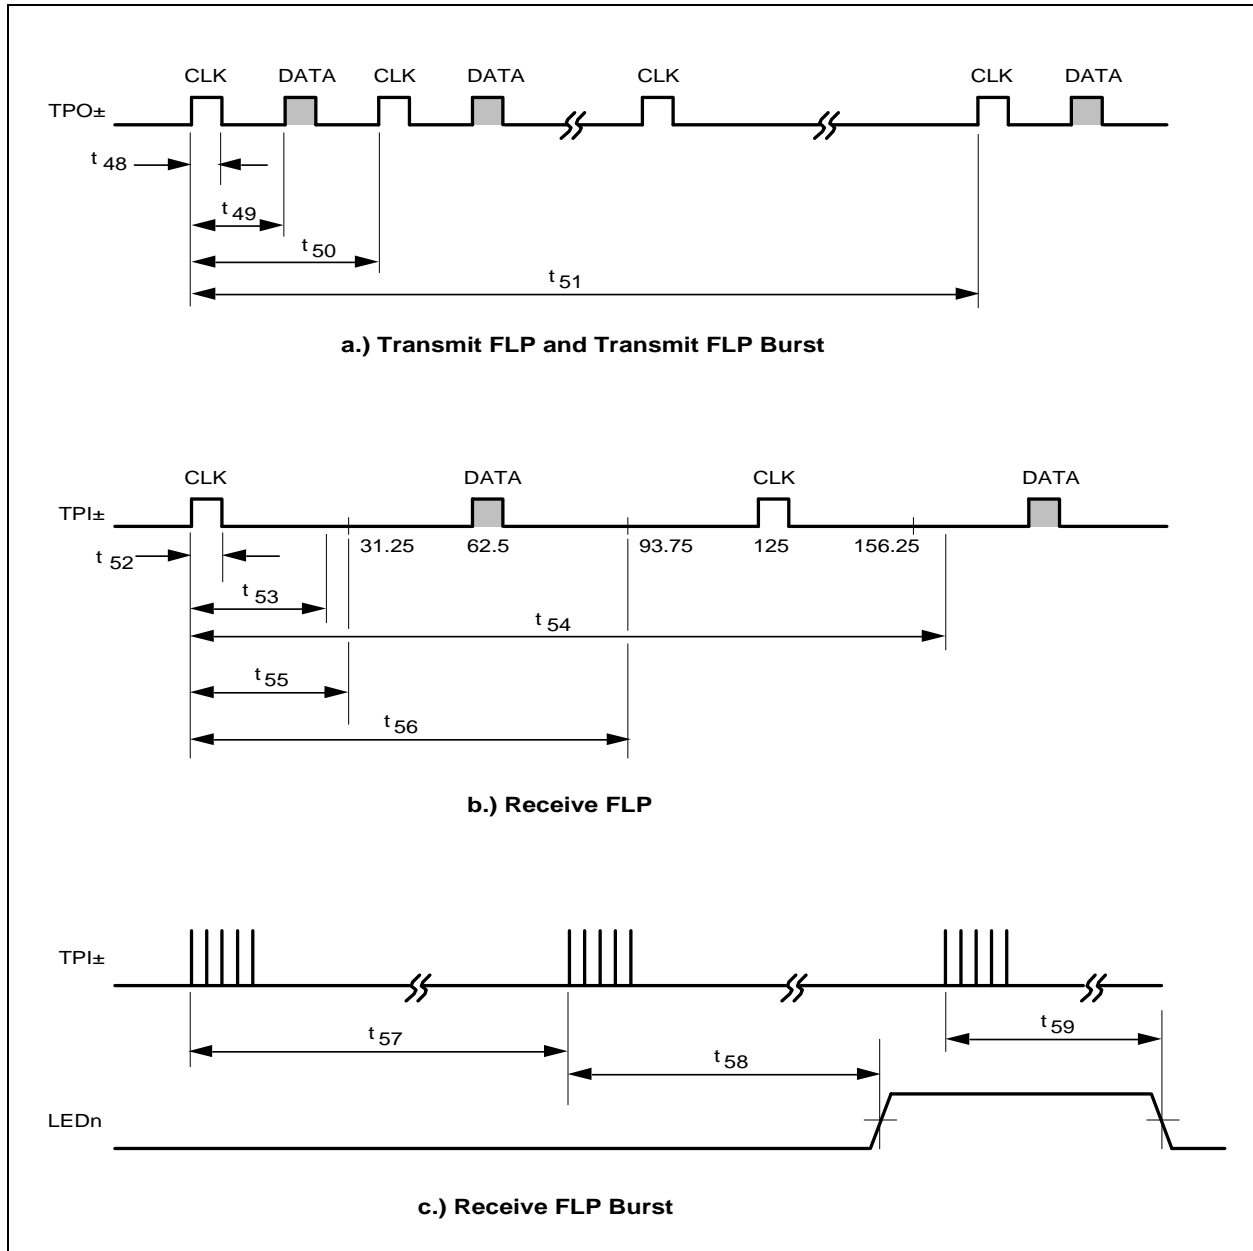 CLK DATA CLK DATA CLK CLK DATA
TPO±
t 48
t 49
t 50
t 51
a.) Transmit FLP and Transmit FLP Burst
CLK DATA CLK DATA
TPI±
31.25 62.5 93.75 125 156.25
t 52
t 53
t 54
t 55
t 56
b.) Receive FLP
TPI±
t 57
t 58
t 59
LEDn
c.) Receive FLP Burst